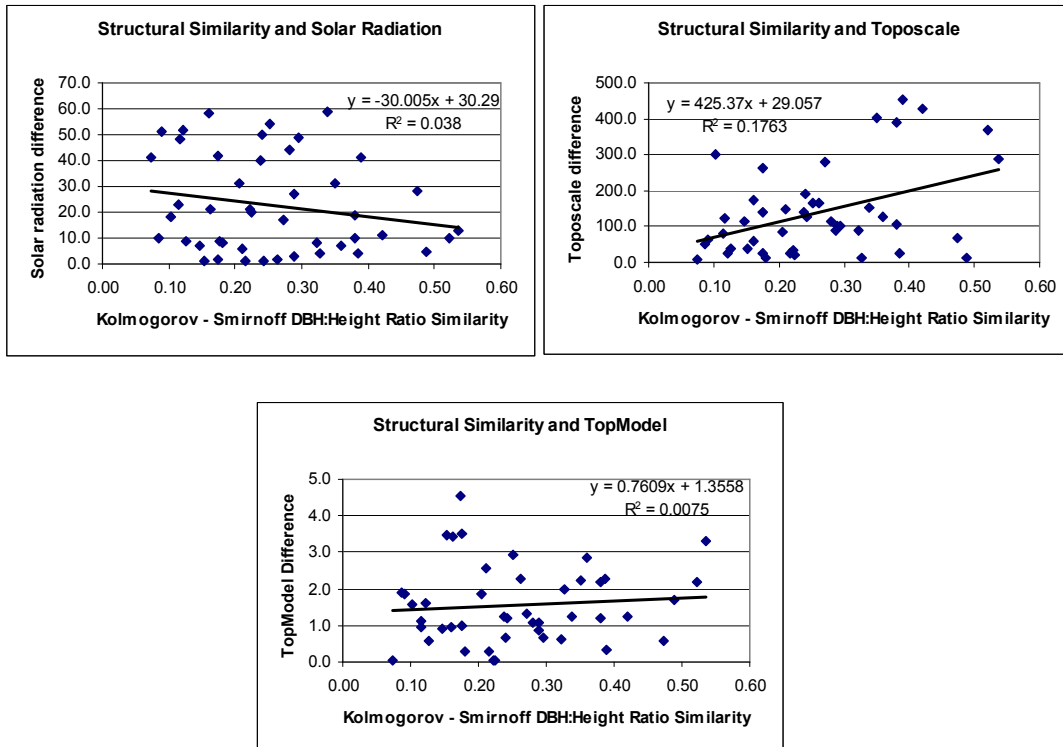 Structural Similarity and Solar Radiation
70.0
60.0
50.0
40.0
30.0
20.0
10.0
0.0
Solar radiation difference
y = -30.005x + 30.29
R² = 0.038
0.00 0.10 0.20 0.30 0.40 0.50 0.60
Kolmogorov - Smirnoff DBH:Height Ratio Similarity
Structural Similarity and Toposcale
500.0
400.0
300.0
200.0
100.0
0.0
Toposcale difference
y = 425.37x + 29.057
R² = 0.1763
0.00 0.10 0.20 0.30 0.40 0.50 0.60
Kolmogorov - Smirnoff DBH:Height Ratio Similarity
Structural Similarity and TopModel
5.0
4.0
3.0
2.0
1.0
0.0
TopModel Difference
y = 0.7609x + 1.3558
R² = 0.0075
0.00 0.10 0.20 0.30 0.40 0.50 0.60
Kolmogorov - Smirnoff DBH:Height Ratio Similarity